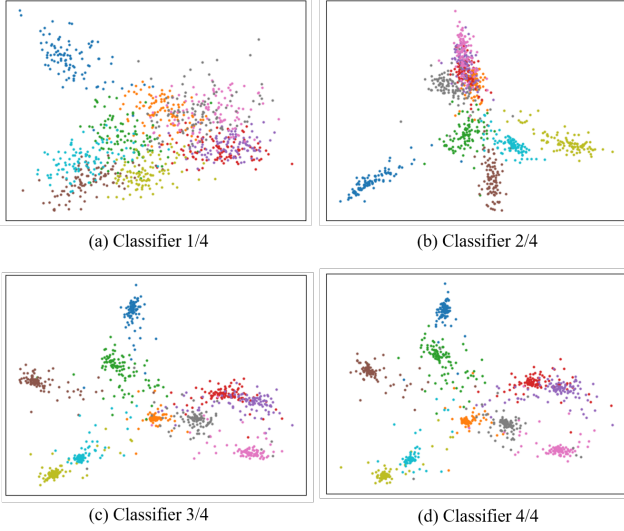 (a) Classifier 1/4
(b) Classifier 2/4
(c) Classifier 3/4
(d) Classifier 4/4